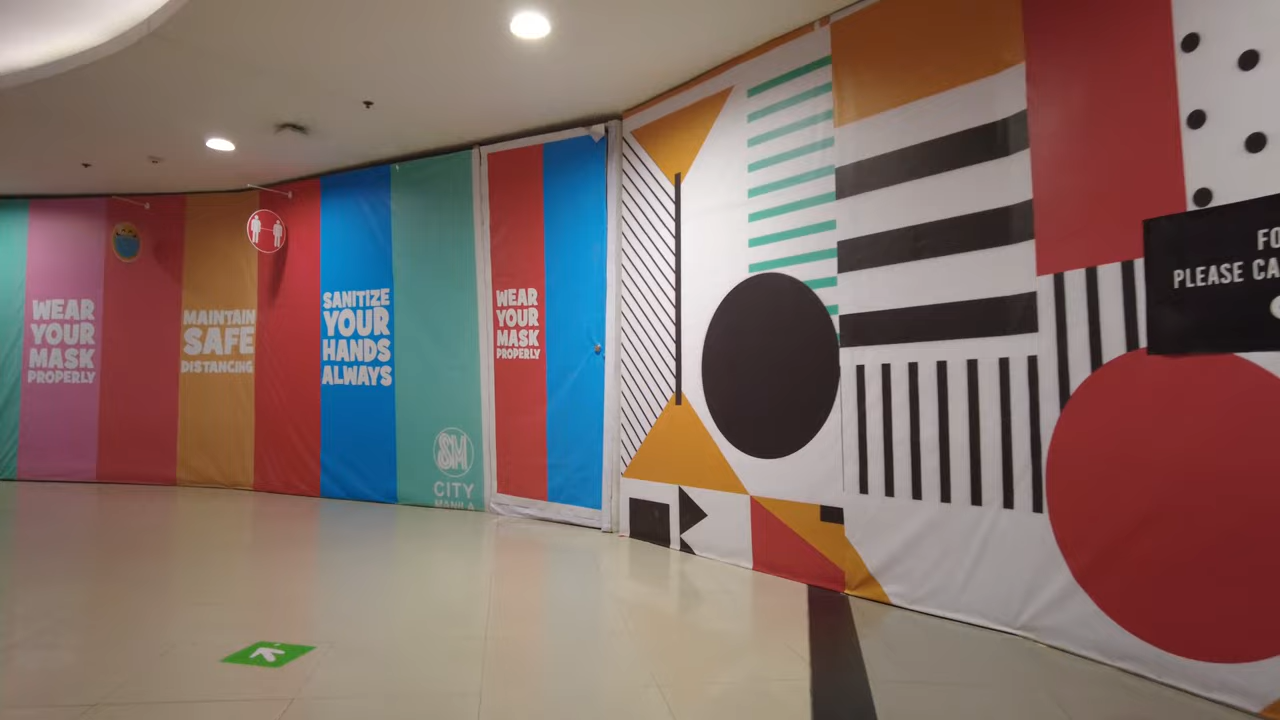 WEAR
YOUR
MASK
PROPERLY
MAINTAIN
SAFE
DISTANCING
SANITIZE
YOUR
HANDS
ALWAYS
SM
CITY
MANILA
WEAR
YOUR
MASK
PROPERLY
FO
PLEASE CA